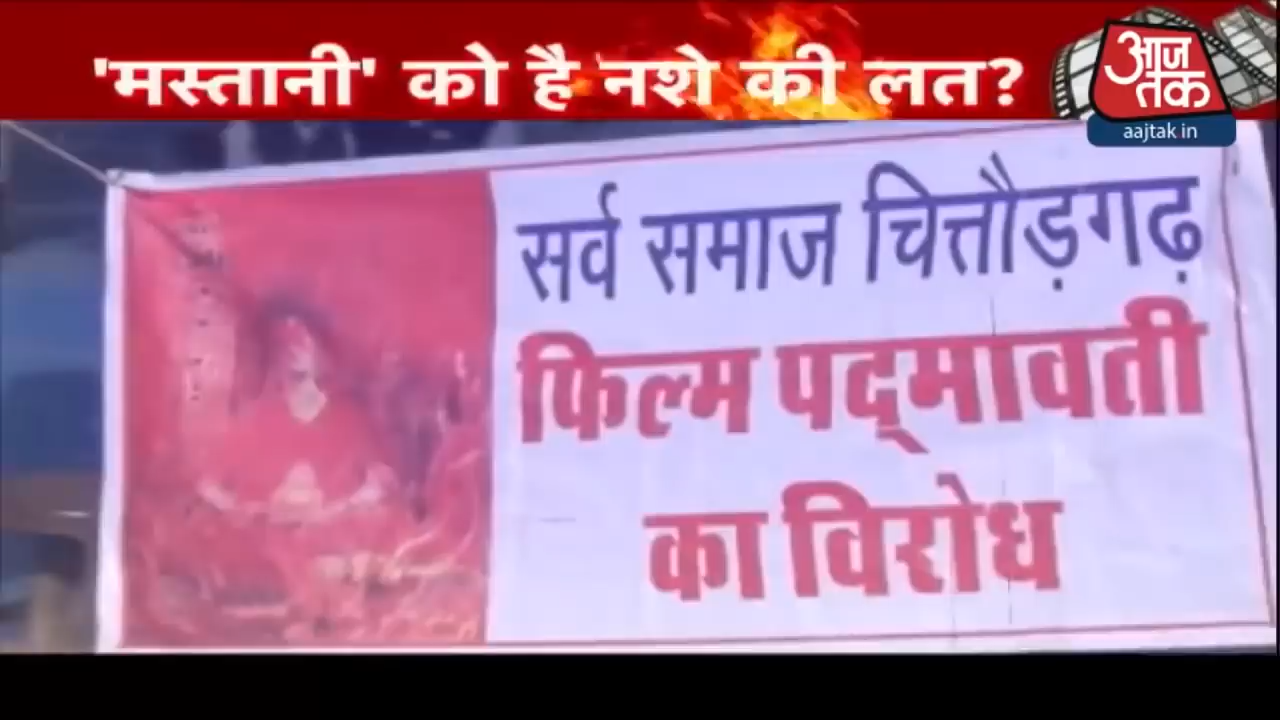 'मस्तानी' को है नशे की लत?
आज
तक
aajtak.in
सर्व समाज चित्तौड़गढ़
फिल्म पद्मावती
का विरोध